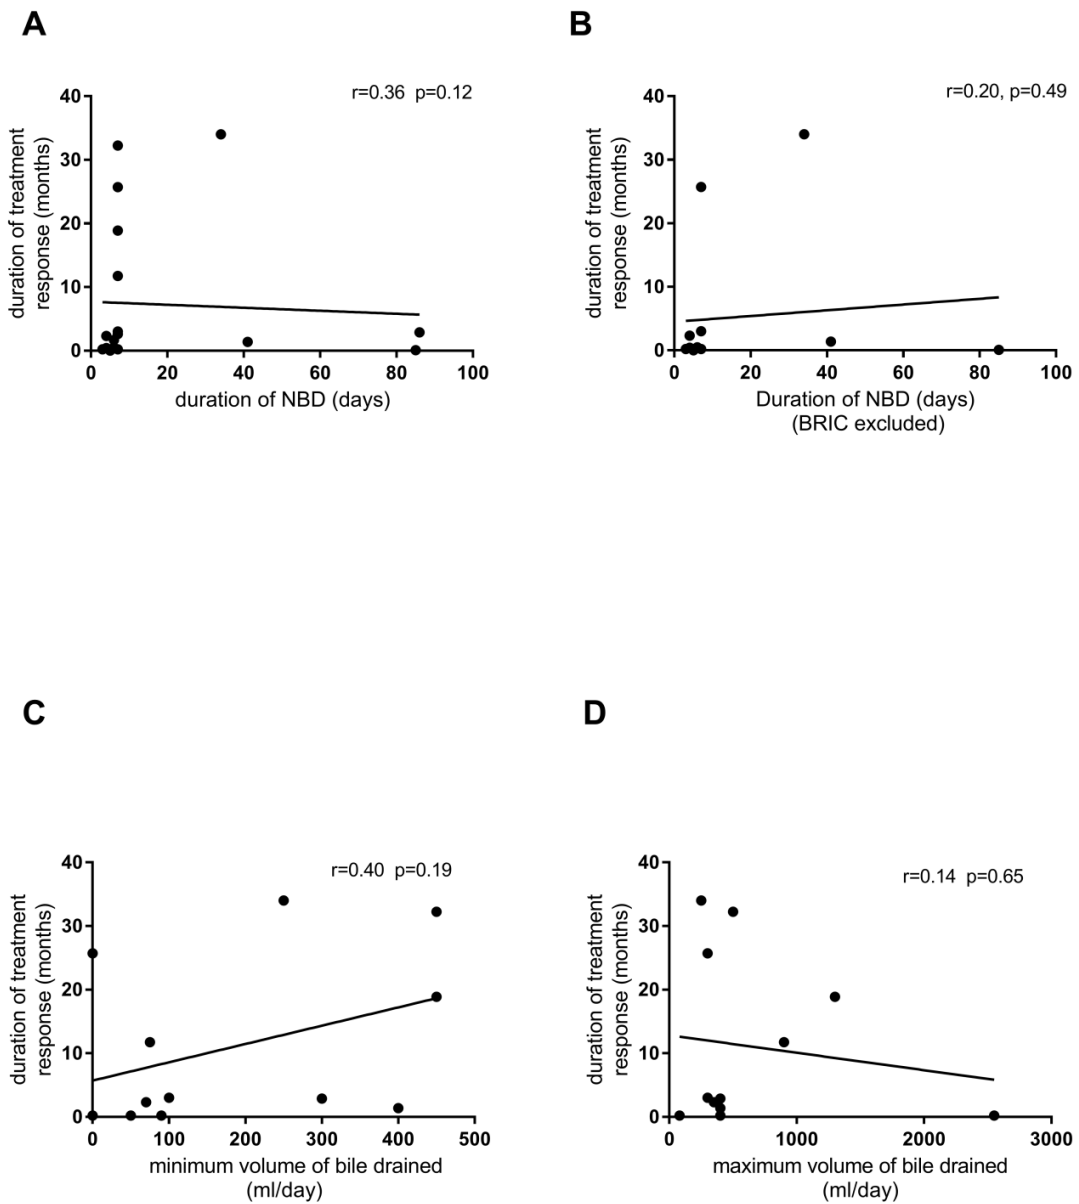 A
B
r=0.36 p=0.12
r=0.20, p=0.49
duration of treatment
response (months)
40
30
20
10
0
0 20 40 60 80 100
duration of NBD (days)
duration of treatment
response (months)
40
30
20
10
0
0 20 40 60 80 100
Duration of NBD (days)
(BRIC excluded)
C
D
r=0.40 p=0.19
r=0.14 p=0.65
duration of treatment
response (months)
40
30
20
10
0
0 100 200 300 400 500
minimum volume of bile drained
(ml/day)
duration of treatment
response (months)
40
30
20
10
0
0 1000 2000 3000
maximum volume of bile drained
(ml/day)